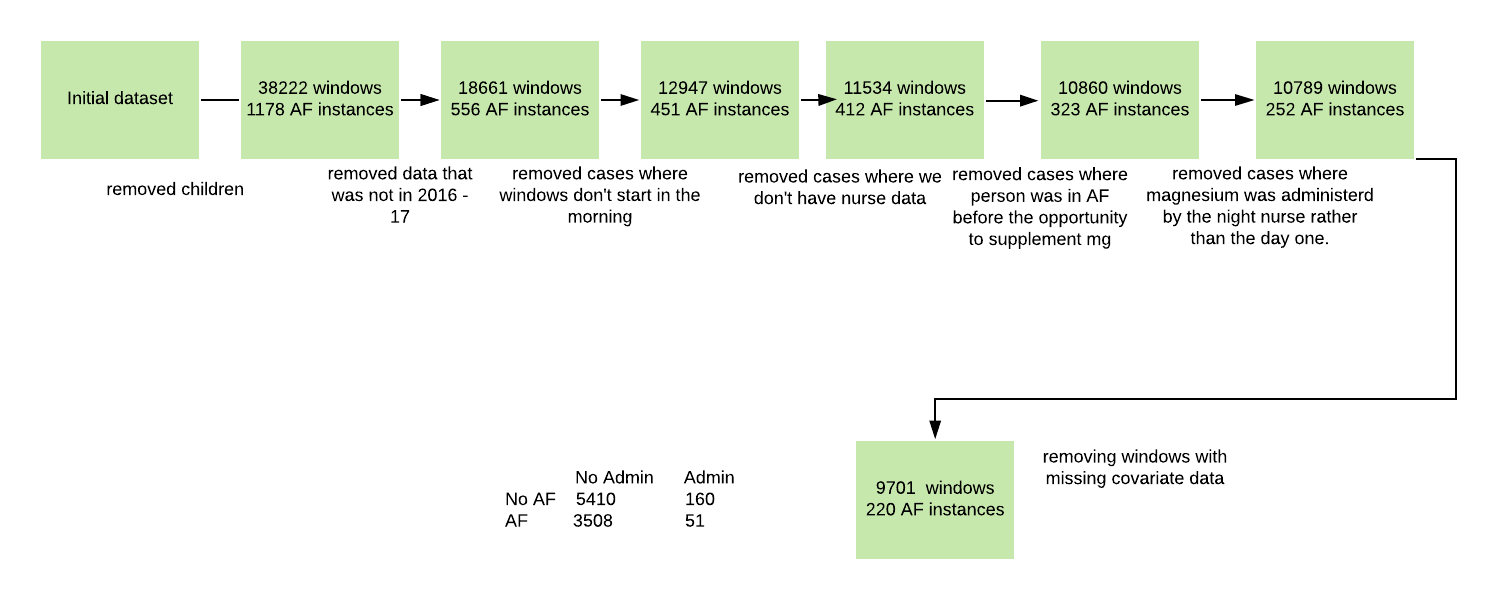 Initial dataset
38222 windows
1178 AF instances
18661 windows
556 AF instances
12947 windows
451 AF instances
11534 windows
412 AF instances
10860 windows
323 AF instances
10789 windows
252 AF instances
removed children
removed data that
was not in 2016 -
17
removed cases where
windows don't start in the
morning
removed cases where we
don't have nurse data
removed cases where
person was in AF
before the opportunity
to supplement mg
removed cases where
magnesium was administerd
by the night nurse rather
than the day one.
No Admin Admin
No AF 5410 160
AF 3508 51
9701 windows
220 AF instances
removing windows with
missing covariate data